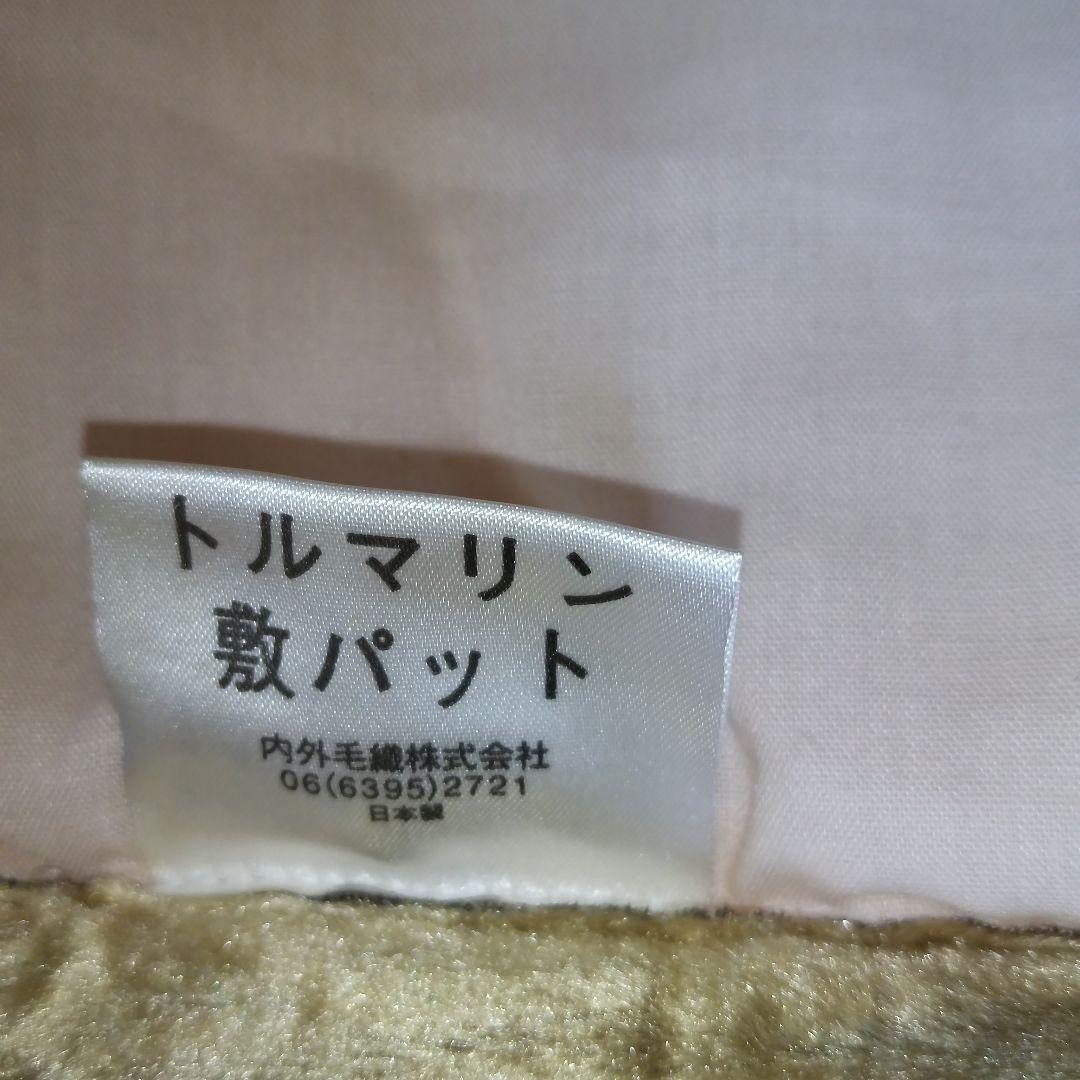 トルマリン
敷パット
内外毛織株式会社
06(6395)2721
日本製